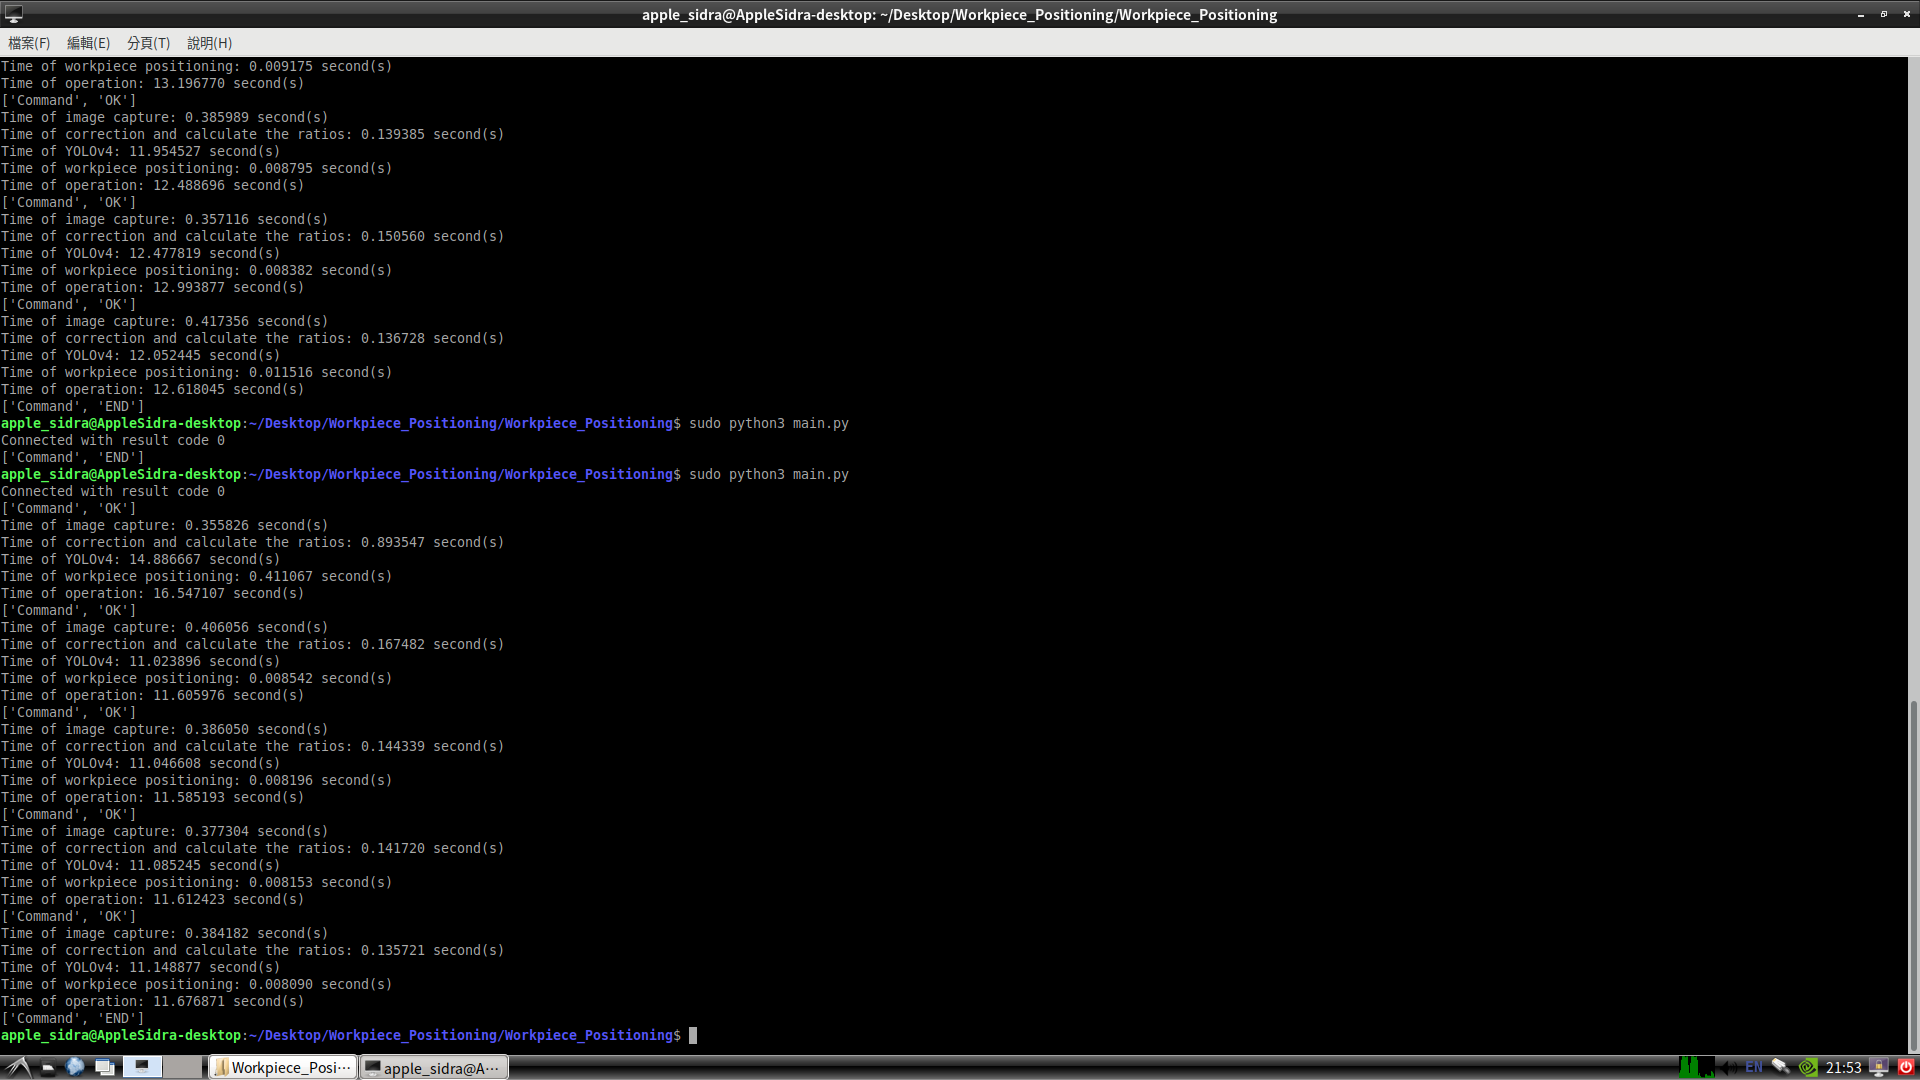 apple_sidra@AppleSidra-desktop: ~/Desktop/Workpiece_Positioning/Workpiece_Positioning
檔案(F) 編輯(E) 分頁(T) 說明(H)
Time of workpiece positioning: 0.009175 second(s)
Time of operation: 13.196770 second(s)
['Command', 'OK']
Time of image capture: 0.385989 second(s)
Time of correction and calculate the ratios: 0.139385 second(s)
Time of YOLOv4: 11.954527 second(s)
Time of workpiece positioning: 0.008795 second(s)
Time of operation: 12.488696 second(s)
['Command', 'OK']
Time of image capture: 0.357116 second(s)
Time of correction and calculate the ratios: 0.150560 second(s)
Time of YOLOv4: 12.477819 second(s)
Time of workpiece positioning: 0.008382 second(s)
Time of operation: 12.993877 second(s)
['Command', 'OK']
Time of image capture: 0.417356 second(s)
Time of correction and calculate the ratios: 0.136728 second(s)
Time of YOLOv4: 12.052445 second(s)
Time of workpiece positioning: 0.011516 second(s)
Time of operation: 12.618045 second(s)
['Command', 'END']
apple_sidra@AppleSidra-desktop:~/Desktop/Workpiece_Positioning/Workpiece_Positioning$ sudo python3 main.py
Connected with result code 0
['Command', 'END']
apple_sidra@AppleSidra-desktop:~/Desktop/Workpiece_Positioning/Workpiece_Positioning$ sudo python3 main.py
Connected with result code 0
['Command', 'OK']
Time of image capture: 0.355826 second(s)
Time of correction and calculate the ratios: 0.893547 second(s)
Time of YOLOv4: 14.886667 second(s)
Time of workpiece positioning: 0.411067 second(s)
Time of operation: 16.547107 second(s)
['Command', 'OK']
Time of image capture: 0.406056 second(s)
Time of correction and calculate the ratios: 0.167482 second(s)
Time of YOLOv4: 11.023896 second(s)
Time of workpiece positioning: 0.008542 second(s)
Time of operation: 11.605976 second(s)
['Command', 'OK']
Time of image capture: 0.386050 second(s)
Time of correction and calculate the ratios: 0.144339 second(s)
Time of YOLOv4: 11.046608 second(s)
Time of workpiece positioning: 0.008196 second(s)
Time of operation: 11.585193 second(s)
['Command', 'OK']
Time of image capture: 0.377304 second(s)
Time of correction and calculate the ratios: 0.141720 second(s)
Time of YOLOv4: 11.085245 second(s)
Time of workpiece positioning: 0.008153 second(s)
Time of operation: 11.612423 second(s)
['Command', 'OK']
Time of image capture: 0.384182 second(s)
Time of correction and calculate the ratios: 0.135721 second(s)
Time of YOLOv4: 11.148877 second(s)
Time of workpiece positioning: 0.008090 second(s)
Time of operation: 11.676871 second(s)
['Command', 'END']
apple_sidra@AppleSidra-desktop:~/Desktop/Workpiece_Positioning/Workpiece_Positioning$
Workpiece_Posi⋯ apple_sidra@A⋯ EN 21:53